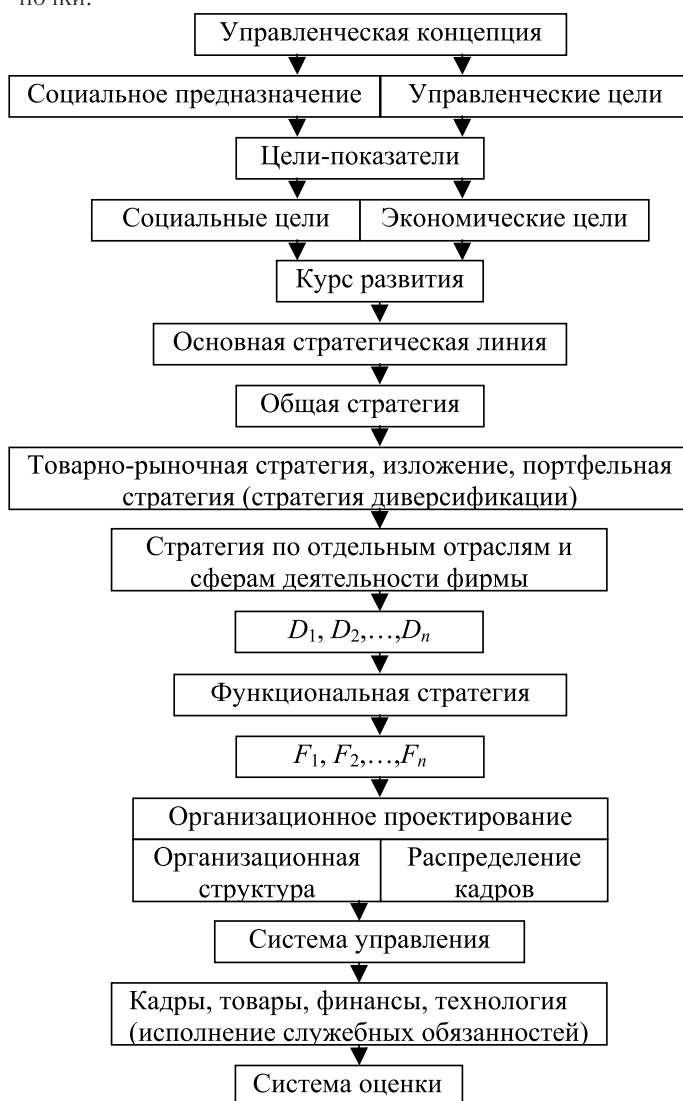 Управленческая концепция
Социальное предназначение Управленческие цели
Цели-показатели
Социальные цели Экономические цели
Курс развития
Основная стратегическая линия
Общая стратегия
Товарно-рыночная стратегия, изложение, портфельная
стратегия (стратегия диверсификации)
Стратегия по отдельным отраслям и
сферам деятельности фирмы
D1, D2,…,Dn
Функциональная стратегия
F1, F2,…,Fn
Организационное проектирование
Организационная
структура
Распределение
кадров
Система управления
Кадры, товары, финансы, технология
(исполнение служебных обязанностей)
Система оценки